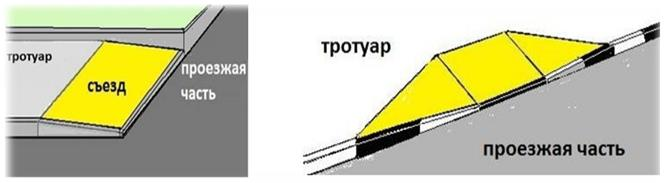 тротуар
съезд
проезжая
часть
тротуар
проезжая часть